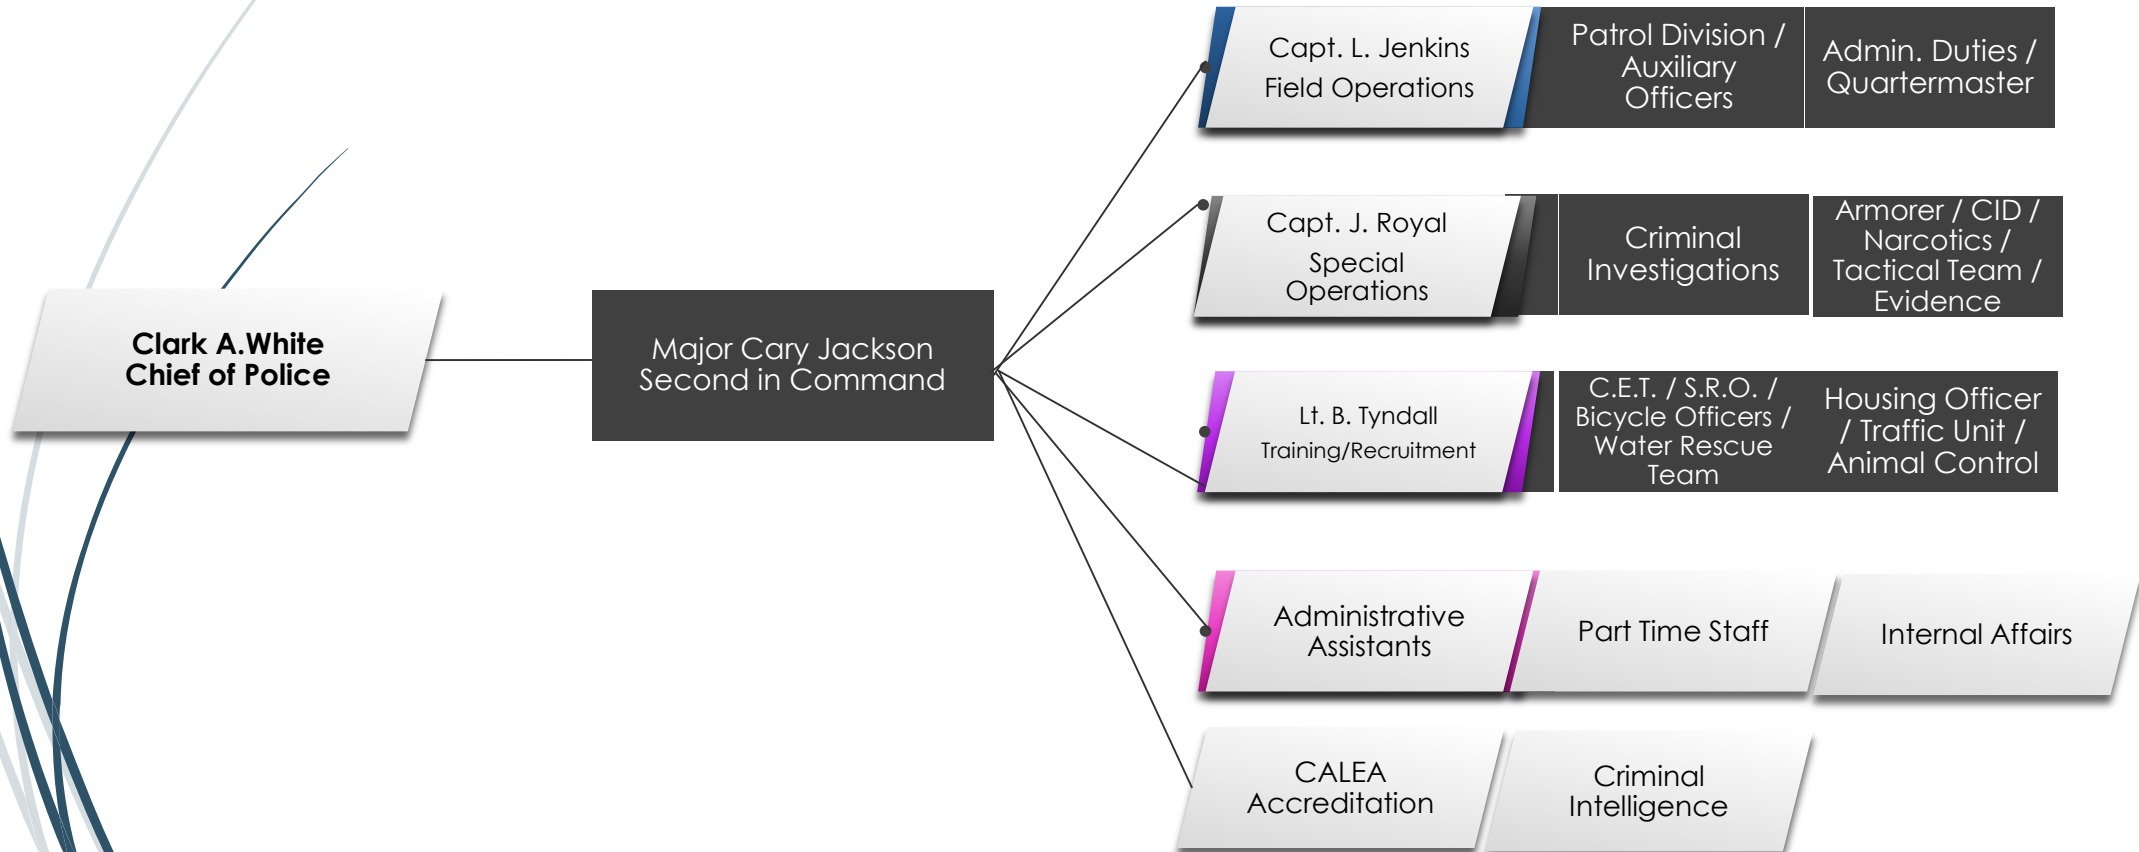 Clark A.White
Chief of Police
Major Cary Jackson
Second in Command
Capt. L. Jenkins
Field Operations
Patrol Division /
Auxiliary
Officers
Admin. Duties /
Quartermaster
Capt. J. Royal
Special
Operations
Criminal
Investigations
Armorer / CID /
Narcotics /
Tactical Team /
Evidence
Lt. B. Tyndall
Training/Recruitment
C.E.T. / S.R.O. /
Bicycle Officers /
Water Rescue
Team
Housing Officer
/ Traffic Unit /
Animal Control
Administrative
Assistants
Part Time Staff
Internal Affairs
CALEA
Accreditation
Criminal
Intelligence